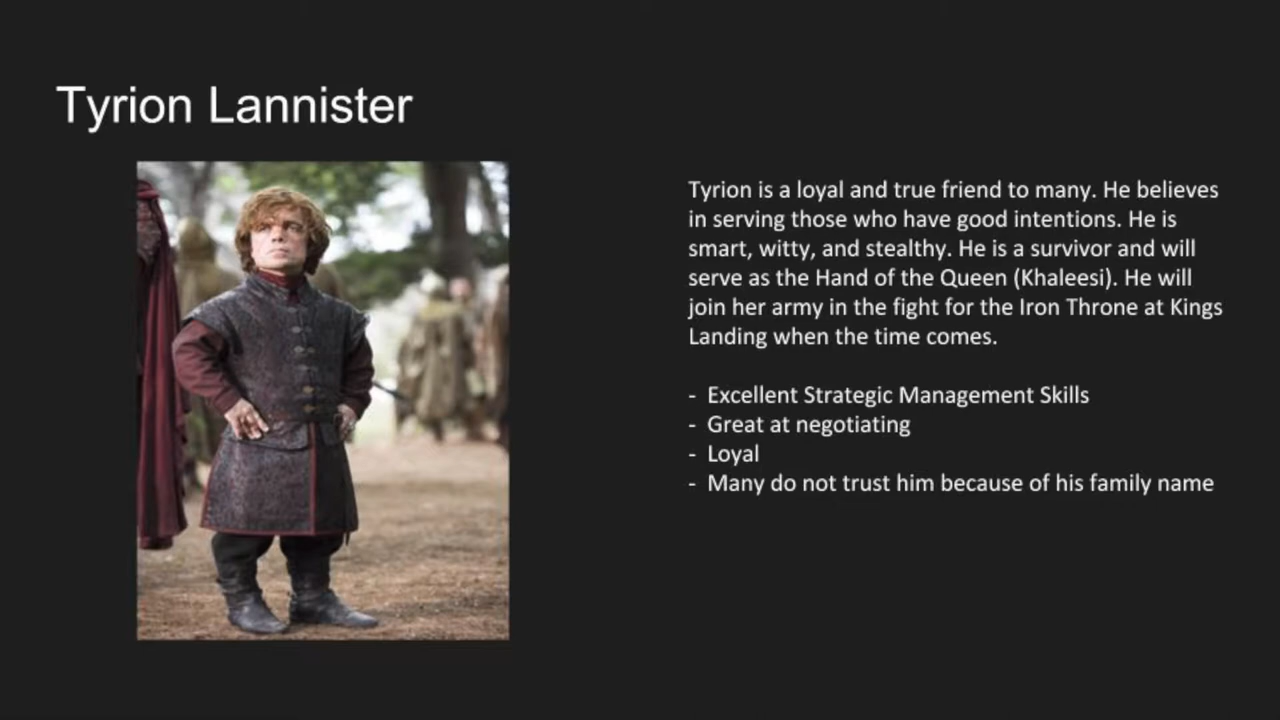 Tyrion Lannister
Tyrion is a loyal and true friend to many. He believes
in serving those who have good intentions. He is
smart, witty, and stealthy. He is a survivor and will
serve as the Hand of the Queen (Khaleesi). He will
join her army in the fight for the Iron Throne at Kings
Landing when the time comes.
- Excellent Strategic Management Skills
- Great at negotiating
- Loyal
- Many do not trust him because of his family name